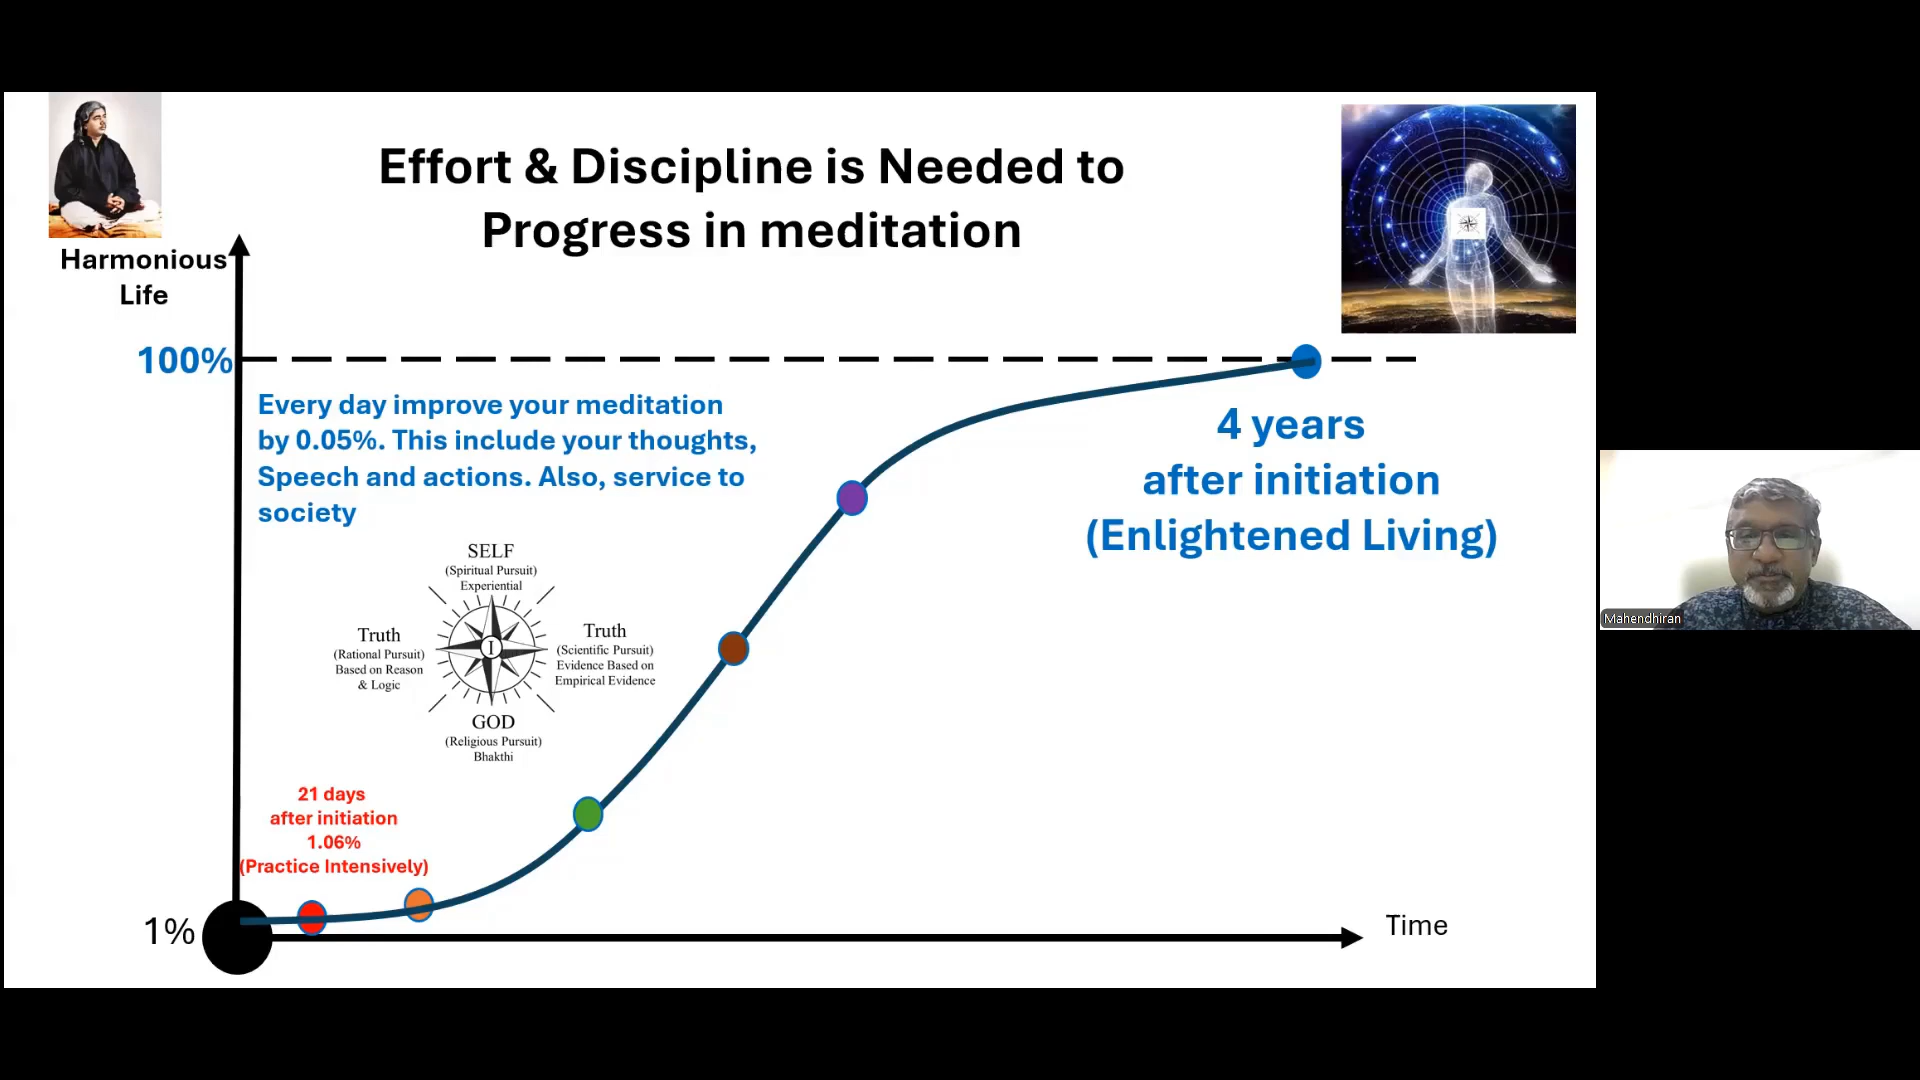 Effort & Discipline is Needed to
Progress in meditation
Harmonious
Life
100%
Every day improve your meditation
by 0.05%. This include your thoughts,
Speech and actions. Also, service to
society
4 years
after initiation
(Enlightened Living)
SELF
(Spiritual Pursuit)
Experiential
Truth
(Rational Pursuit)
Based on Reason
& Logic
I
Truth
(Scientific Pursuit)
Evidence Based on
Empirical Evidence
GOD
(Religious Pursuit)
Bhakthi
21 days
after initiation
1.06%
(Practice Intensively)
1%
Time
Mahendhiran